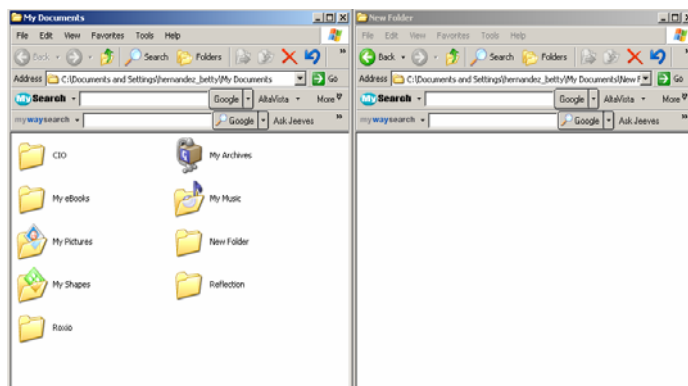 My Documents
File Edit View Favorites Tools Help
Back Search Folders
Address C:\Documents and Settings\hernandez_betty\My Documents Go
My Search Google AltaVista More
mywaysearch Google Ask Jeeves
CIO My Archives
My eBooks My Music
My Pictures New Folder
My Shapes Reflection
Roxio
New Folder
File Edit View Favorites Tools Help
Back Search Folders
Address C:\Documents and Settings\hernandez_betty\My Documents\New F Go
My Search Google AltaVista More
mywaysearch Google Ask Jeeves